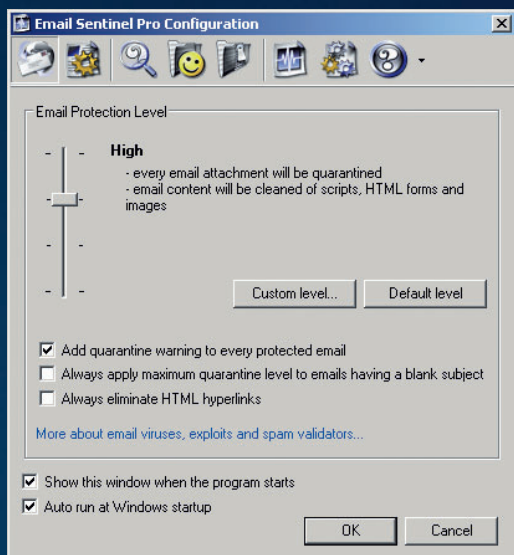 Email Sentinel Pro Configuration
Email Protection Level
High
- every email attachment will be quarantined
- email content will be cleaned of scripts, HTML forms and
images
Custom level...
Default level
Add quarantine warning to every protected email
Always apply maximum quarantine level to emails having a blank subject
Always eliminate HTML hyperlinks
More about email viruses, exploits and spam validators...
Show this window when the program starts
Auto run at Windows startup
OK
Cancel